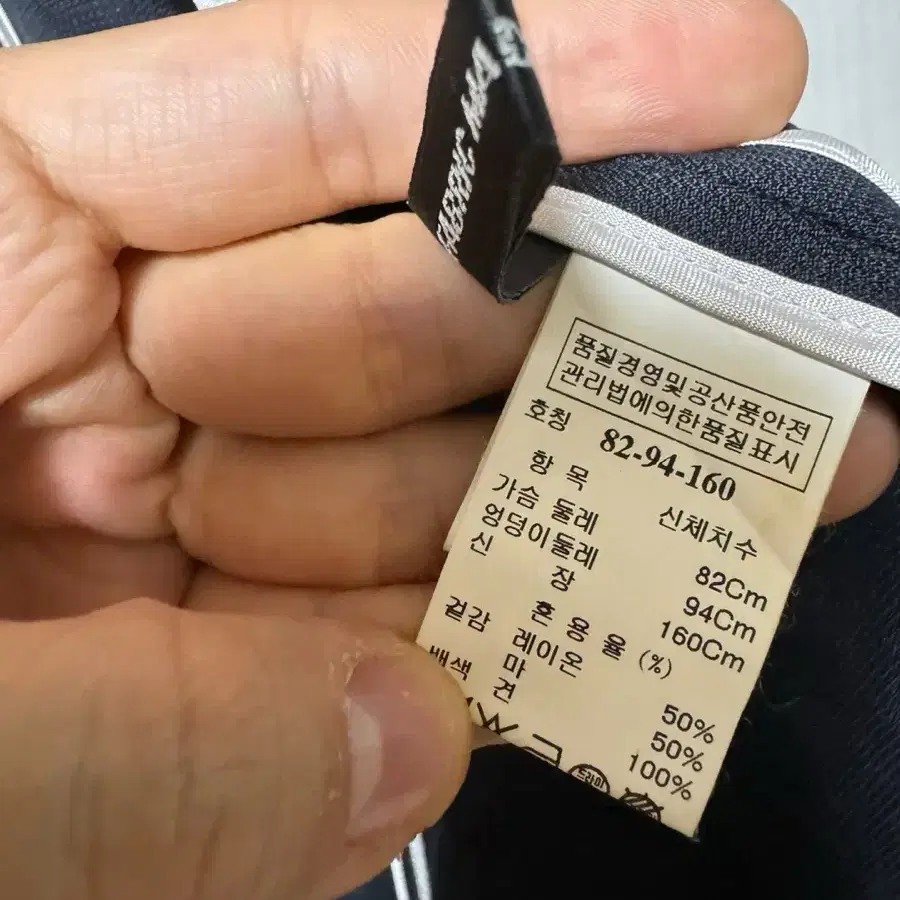 품질경영및공산품안전
관리법에의한품질표시
호칭 82-94-160
항 목 신체치수
가슴 둘레 82Cm
엉덩이둘레 94Cm
신 장 160Cm
혼 용 율 (%)
겉감 레이온 50%
마 50%
배색 견 100%
드라이